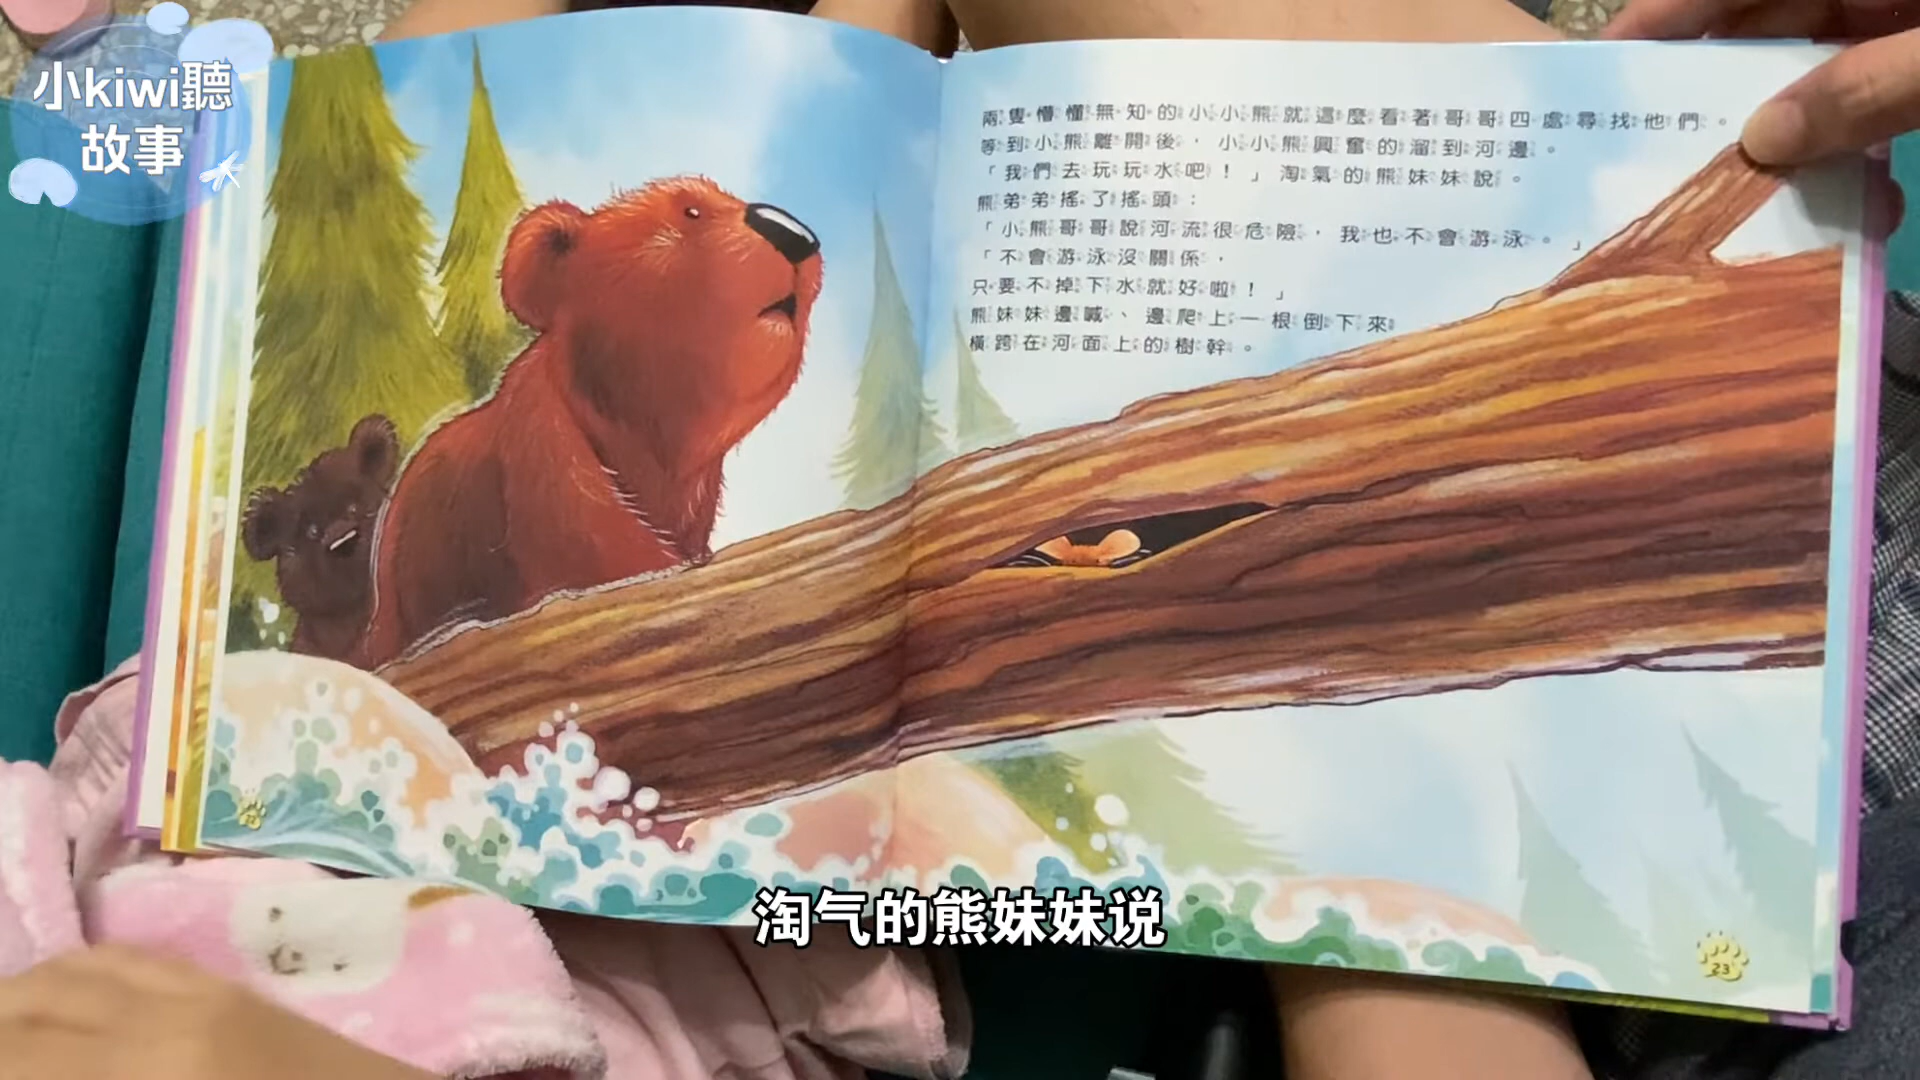 小kiwi聽
故事
兩隻懵懂無知的小小熊就這麼看著哥哥四處尋找他們。
等到小熊離開後，小小熊興奮的溜到河邊。
「我們去玩玩水吧！」淘氣的熊妹妹說。
熊弟弟搖了搖頭：
「小熊哥哥說河流很危險，我也不會游泳。」
「不會游泳沒關係，
只要不掉下水就好啦！」
熊妹妹邊喊、邊爬上一根倒下來
橫跨在河面上的樹幹。
22
23
淘气的熊妹妹说